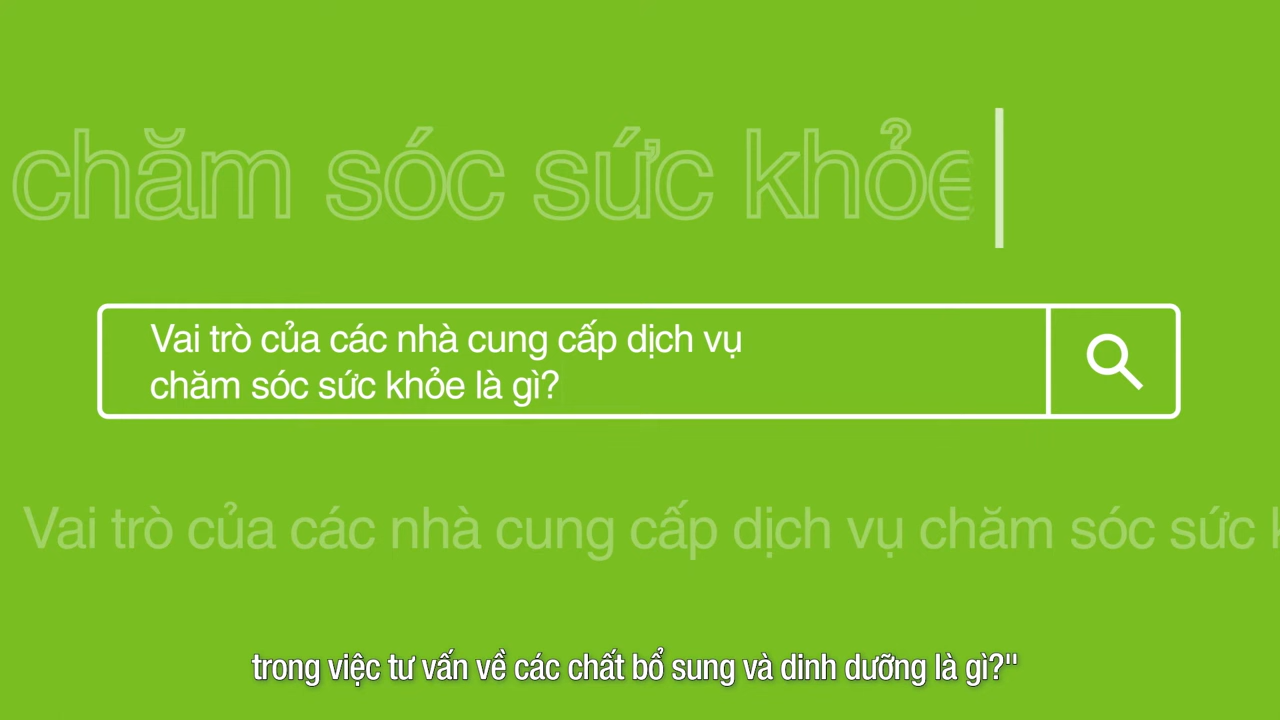 chăm sóc sức khỏe
Vai trò của các nhà cung cấp dịch vụ
chăm sóc sức khỏe là gì?
Vai trò của các nhà cung cấp dịch vụ chăm sóc sức
trong việc tư vấn về các chất bổ sung và dinh dưỡng là gì?"